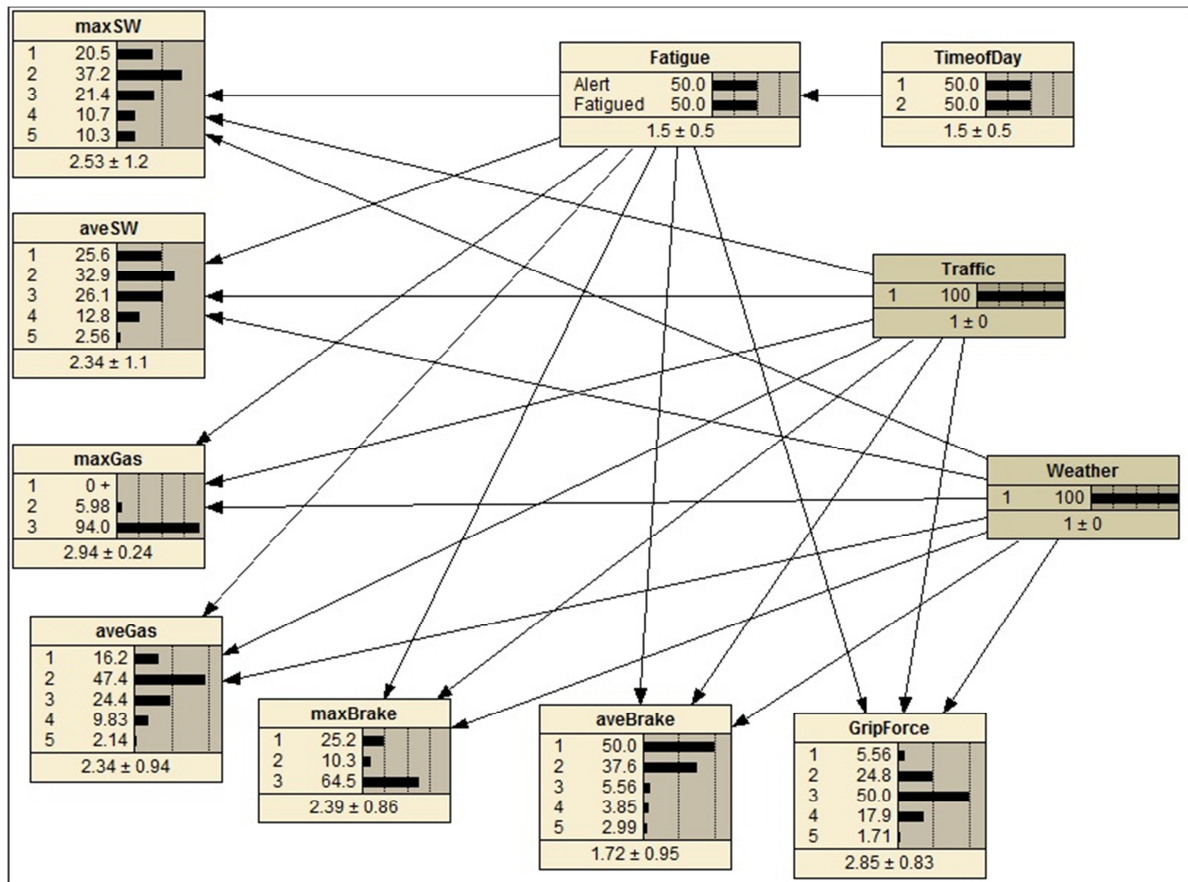 maxSW
1 20.5
2 37.2
3 21.4
4 10.7
5 10.3
2.53 ± 1.2
Fatigue
Alert 50.0
Fatigued 50.0
1.5 ± 0.5
TimeofDay
1 50.0
2 50.0
1.5 ± 0.5
aveSW
1 25.6
2 32.9
3 26.1
4 12.8
5 2.56
2.34 ± 1.1
Traffic
1 100
1 ± 0
maxGas
1 0 +
2 5.98
3 94.0
2.94 ± 0.24
Weather
1 100
1 ± 0
aveGas
1 16.2
2 47.4
3 24.4
4 9.83
5 2.14
2.34 ± 0.94
maxBrake
1 25.2
2 10.3
3 64.5
2.39 ± 0.86
aveBrake
1 50.0
2 37.6
3 5.56
4 3.85
5 2.99
1.72 ± 0.95
GripForce
1 5.56
2 24.8
3 50.0
4 17.9
5 1.71
2.85 ± 0.83